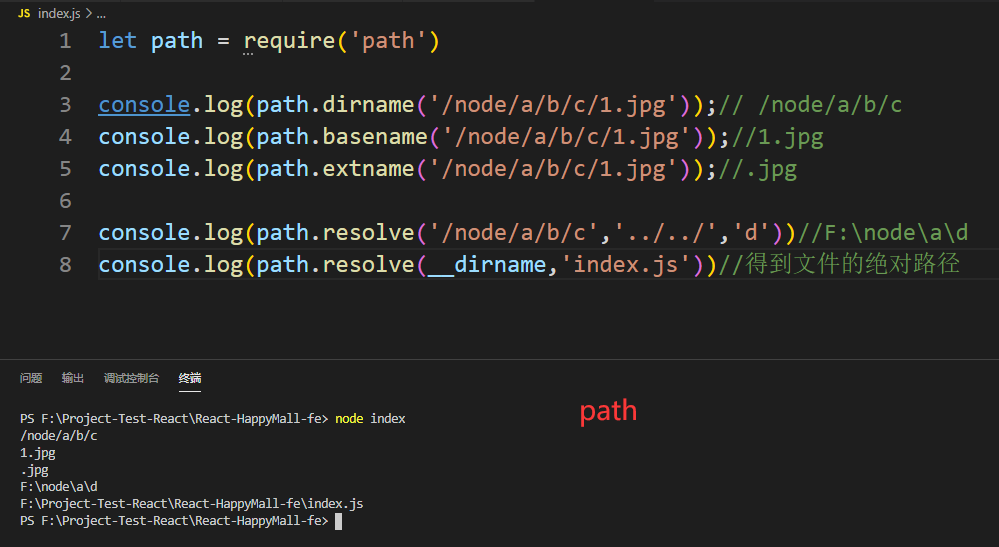 JS index.js > ...
1 let path = require('path')
2
3 console.log(path.dirname('/node/a/b/c/1.jpg'));// /node/a/b/c
4 console.log(path.basename('/node/a/b/c/1.jpg'));//1.jpg
5 console.log(path.extname('/node/a/b/c/1.jpg'));//.jpg
6
7 console.log(path.resolve('/node/a/b/c','../../','d'))//F:\node\a\d
8 console.log(path.resolve(__dirname,'index.js'))//得到文件的绝对路径
问题 输出 调试控制台 终端
PS F:\Project-Test-React\React-HappyMall-fe> node index
path
/node/a/b/c
1.jpg
.jpg
F:\node\a\d
F:\Project-Test-React\React-HappyMall-fe\index.js
PS F:\Project-Test-React\React-HappyMall-fe>